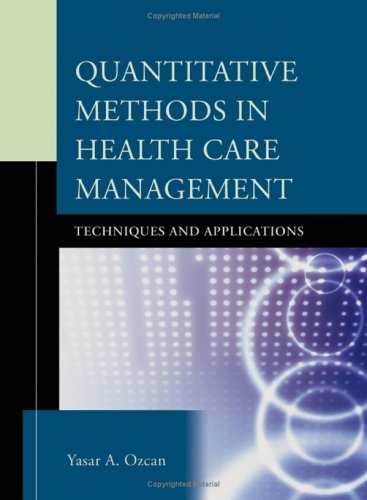 Copyrighted Material
QUANTITATIVE
METHODS IN
HEALTH CARE
MANAGEMENT
TECHNIQUES AND APPLICATIONS
Yasar A. Ozcan
Copyrighted Material